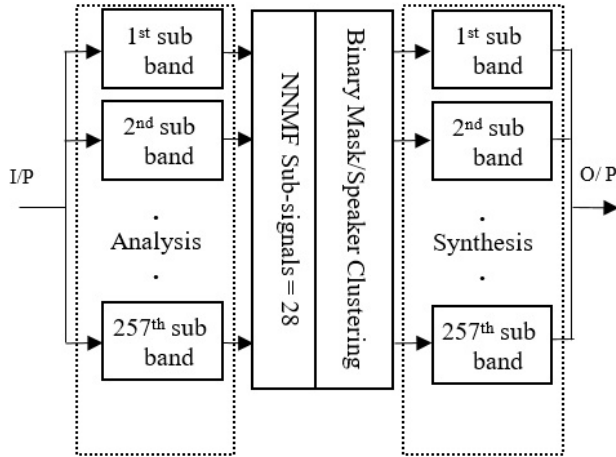 I/P
1st sub
band
2nd sub
band
.
Analysis
.
257th sub
band
NNMF Sub-signals = 28
Binary Mask/Speaker Clustering
1st sub
band
2nd sub
band
.
Synthesis
.
257th sub
band
O/ P